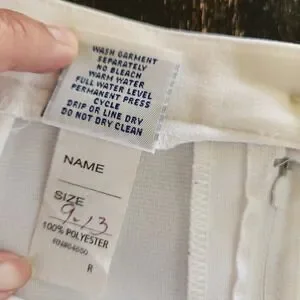 WASH GARMENT
SEPARATELY
NO BLEACH
WARM WATER
FULL WATER LEVEL
PERMANENT PRESS
CYCLE
DRIP OR LINE DRY
DO NOT DRY CLEAN
NAME
SIZE
9.13
100% POLYESTER
R